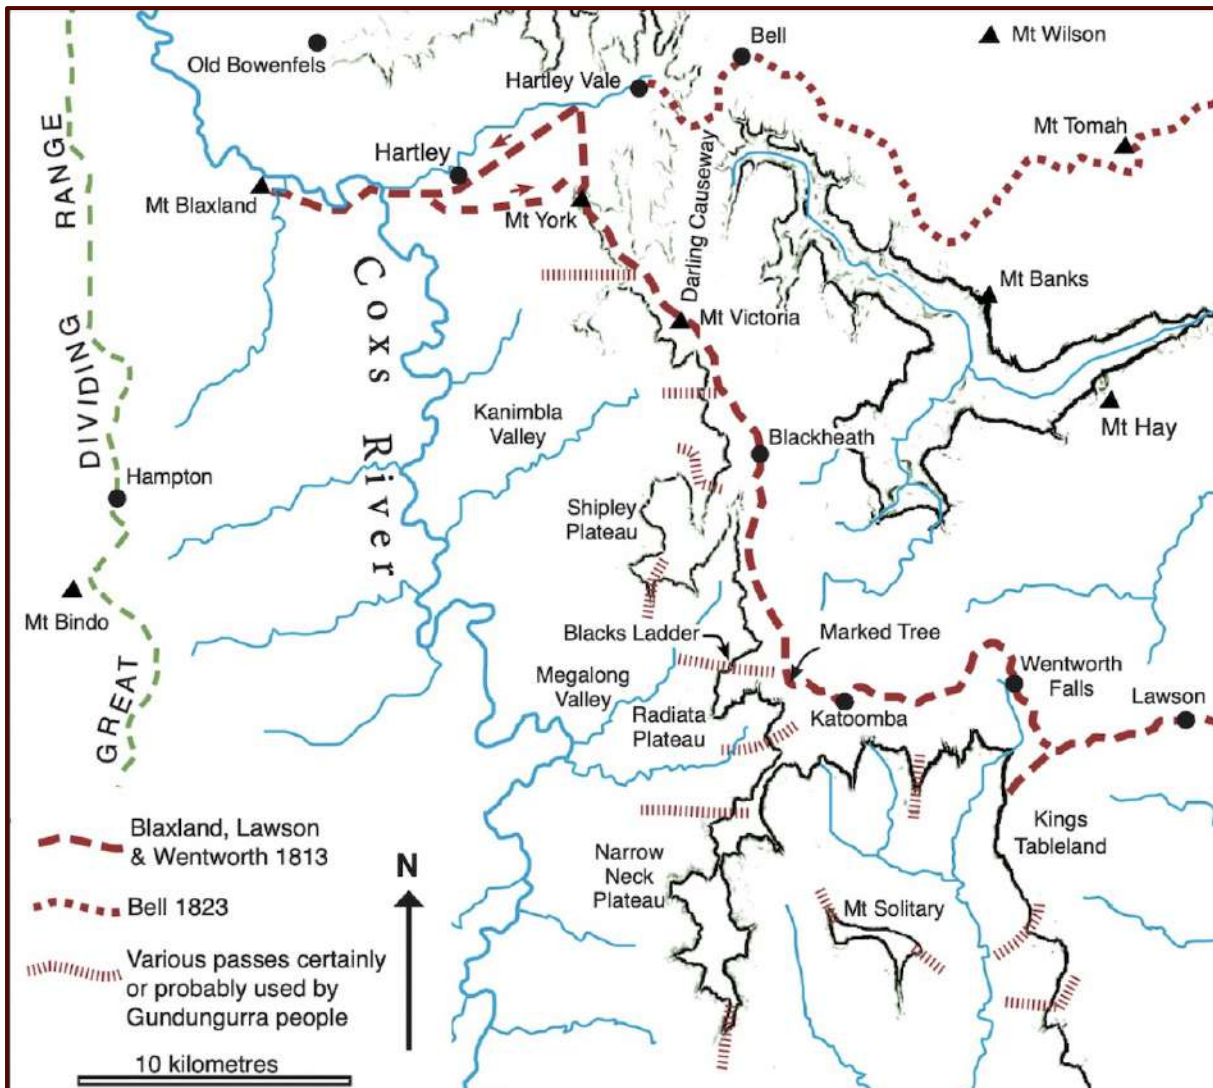 Bell
Mt Wilson
Old Bowenfels
Hartley Vale
Mt Tomah
Hartley
Mt Blaxland
Mt York
Darling Causeway
Mt Banks
Mt Victoria
Mt Hay
Coxs River
Kanimbla
Valley
Blackheath
GREAT DIVIDING RANGE
Hampton
Shipley
Plateau
Mt Bindo
Blacks Ladder
Marked Tree
Megalong
Valley
Wentworth
Falls
Lawson
Radiata
Plateau
Katoomba
Kings
Tableland
Narrow
Neck
Plateau
Mt Solitary
Blaxland, Lawson
& Wentworth 1813
Bell 1823
Various passes certainly
or probably used by
Gundungurra people
N
10 kilometres